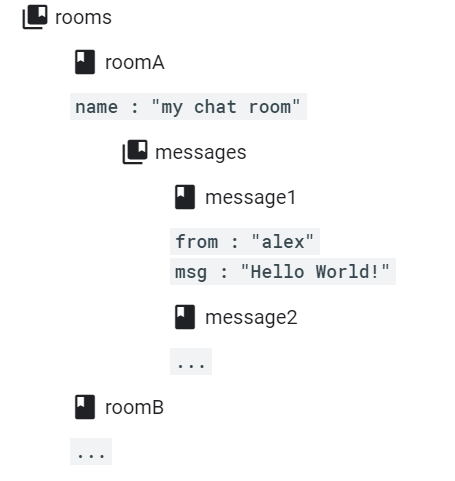 rooms
roomA
name : "my chat room"
messages
message1
from : "alex"
msg : "Hello World!"
message2
...
roomB
...